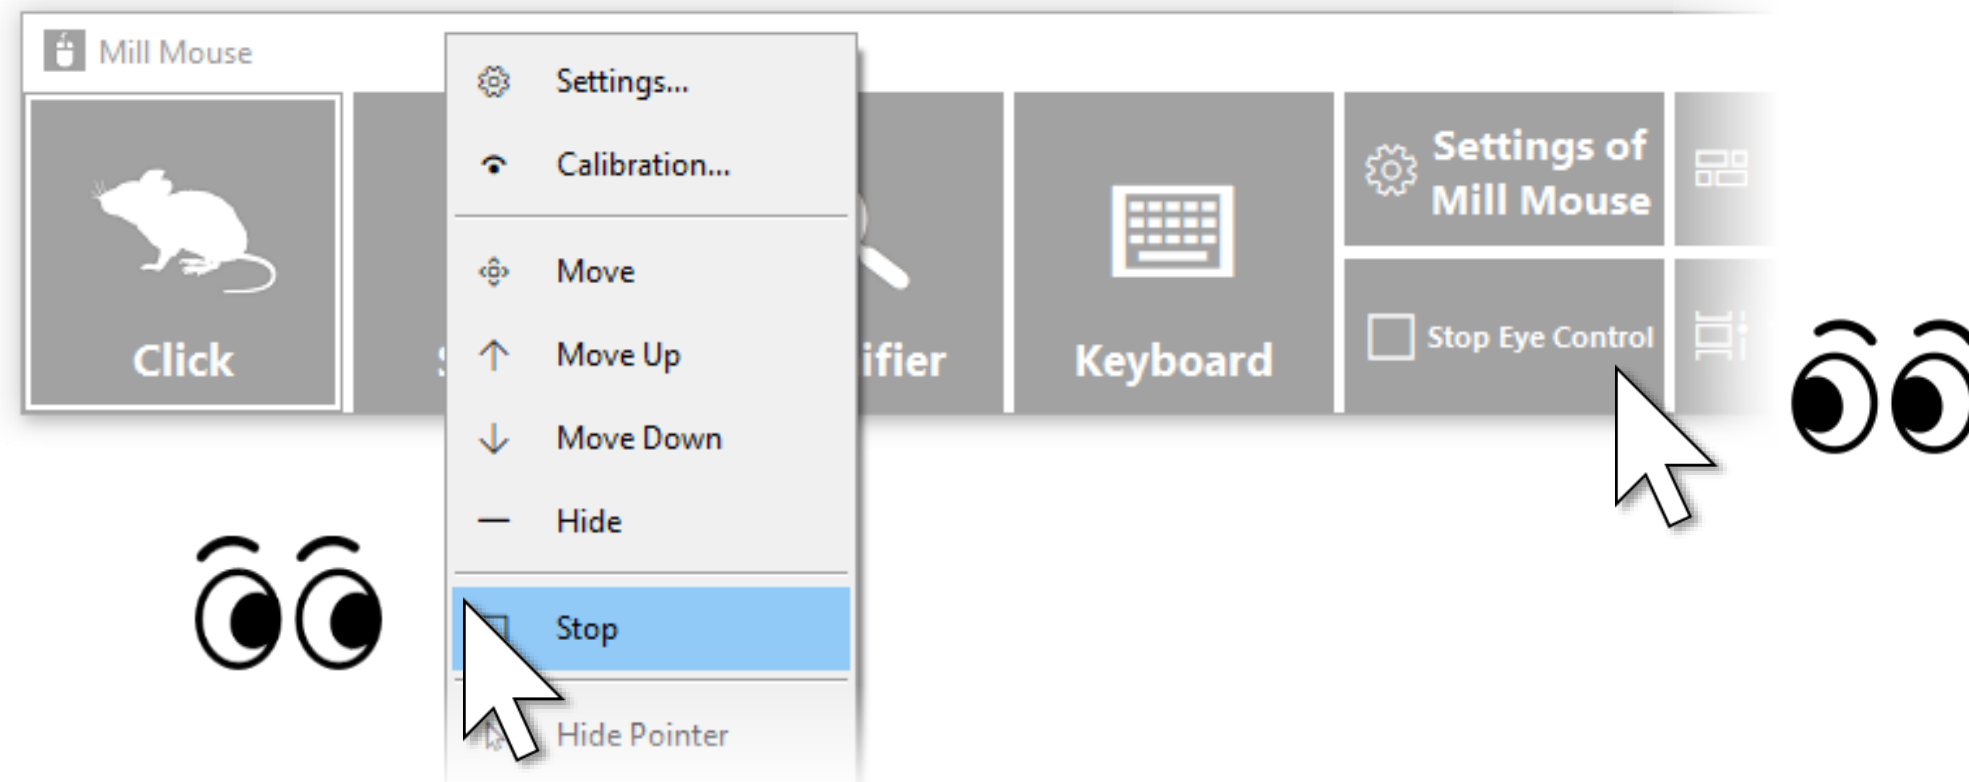 Mill Mouse
Settings...
Calibration...
Move
Move Up
Move Down
Hide
Stop
Hide Pointer
Click
ifier
Keyboard
Settings of
Mill Mouse
Stop Eye Control